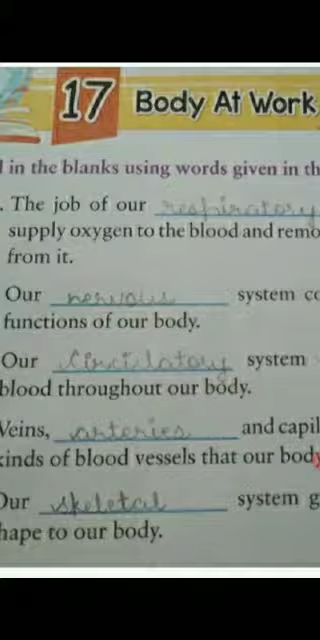 17 Body At Work
in the blanks using words given in th
. The job of our respiratory
supply oxygen to the blood and remo
from it.
Our nervous system co
functions of our body.
Our Circilatory system
blood throughout our body.
Veins, arteries and capil
kinds of blood vessels that our body
Our skeletal system g
hape to our body.